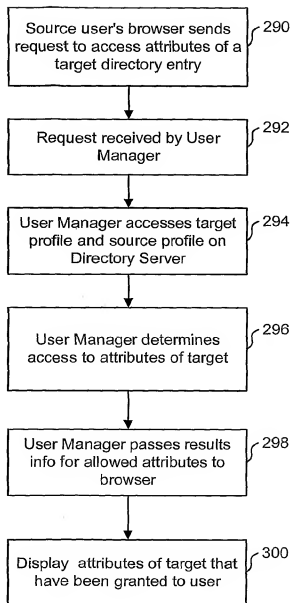 Source user's browser sends
request to access attributes of a
target directory entry
290
Request received by User
Manager
292
User Manager accesses target
profile and source profile on
Directory Server
294
User Manager determines
access to attributes of target
296
User Manager passes results
info for allowed attributes to
browser
298
Display attributes of target that
have been granted to user
300